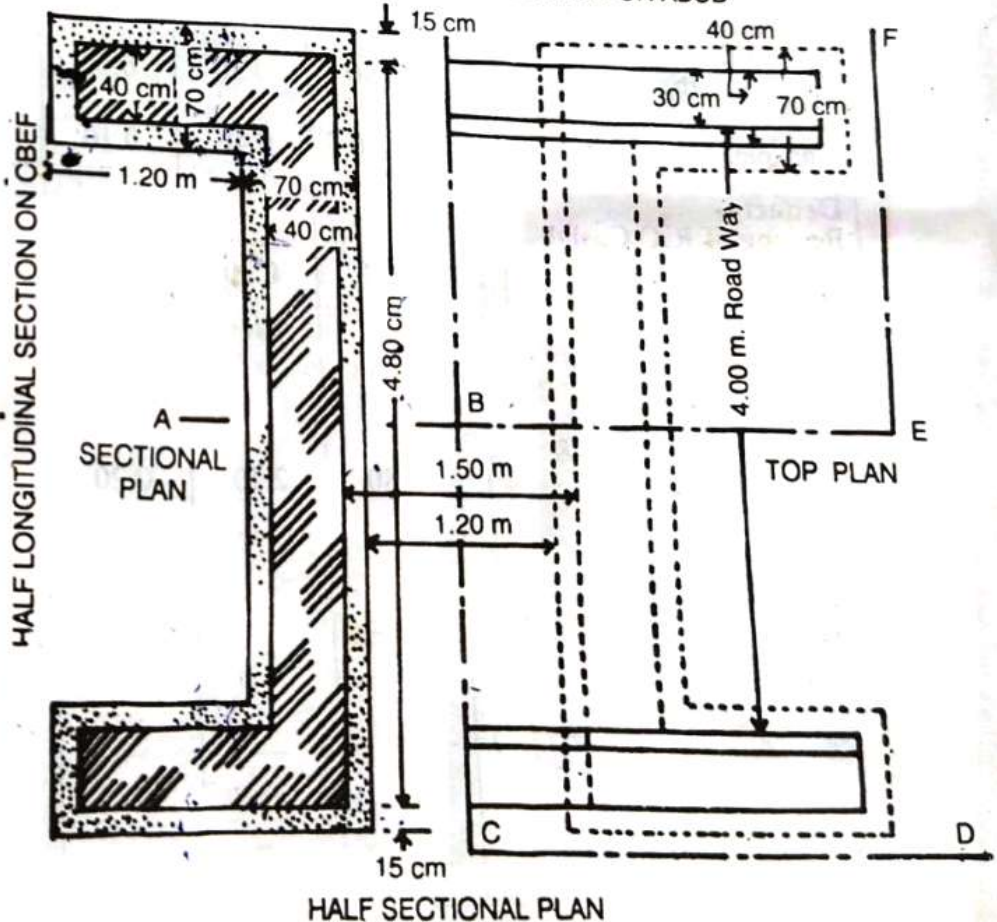 15 cm
40 cm
F
40 cm
70 cm
30 cm
70 cm
1.20 m
70 cm
40 cm
HALF LONGITUDINAL SECTION ON CBEF
4.80 cm
4.00 m. Road Way
A
B
E
SECTIONAL
PLAN
1.50 m
TOP PLAN
1.20 m
C
D
15 cm
HALF SECTIONAL PLAN